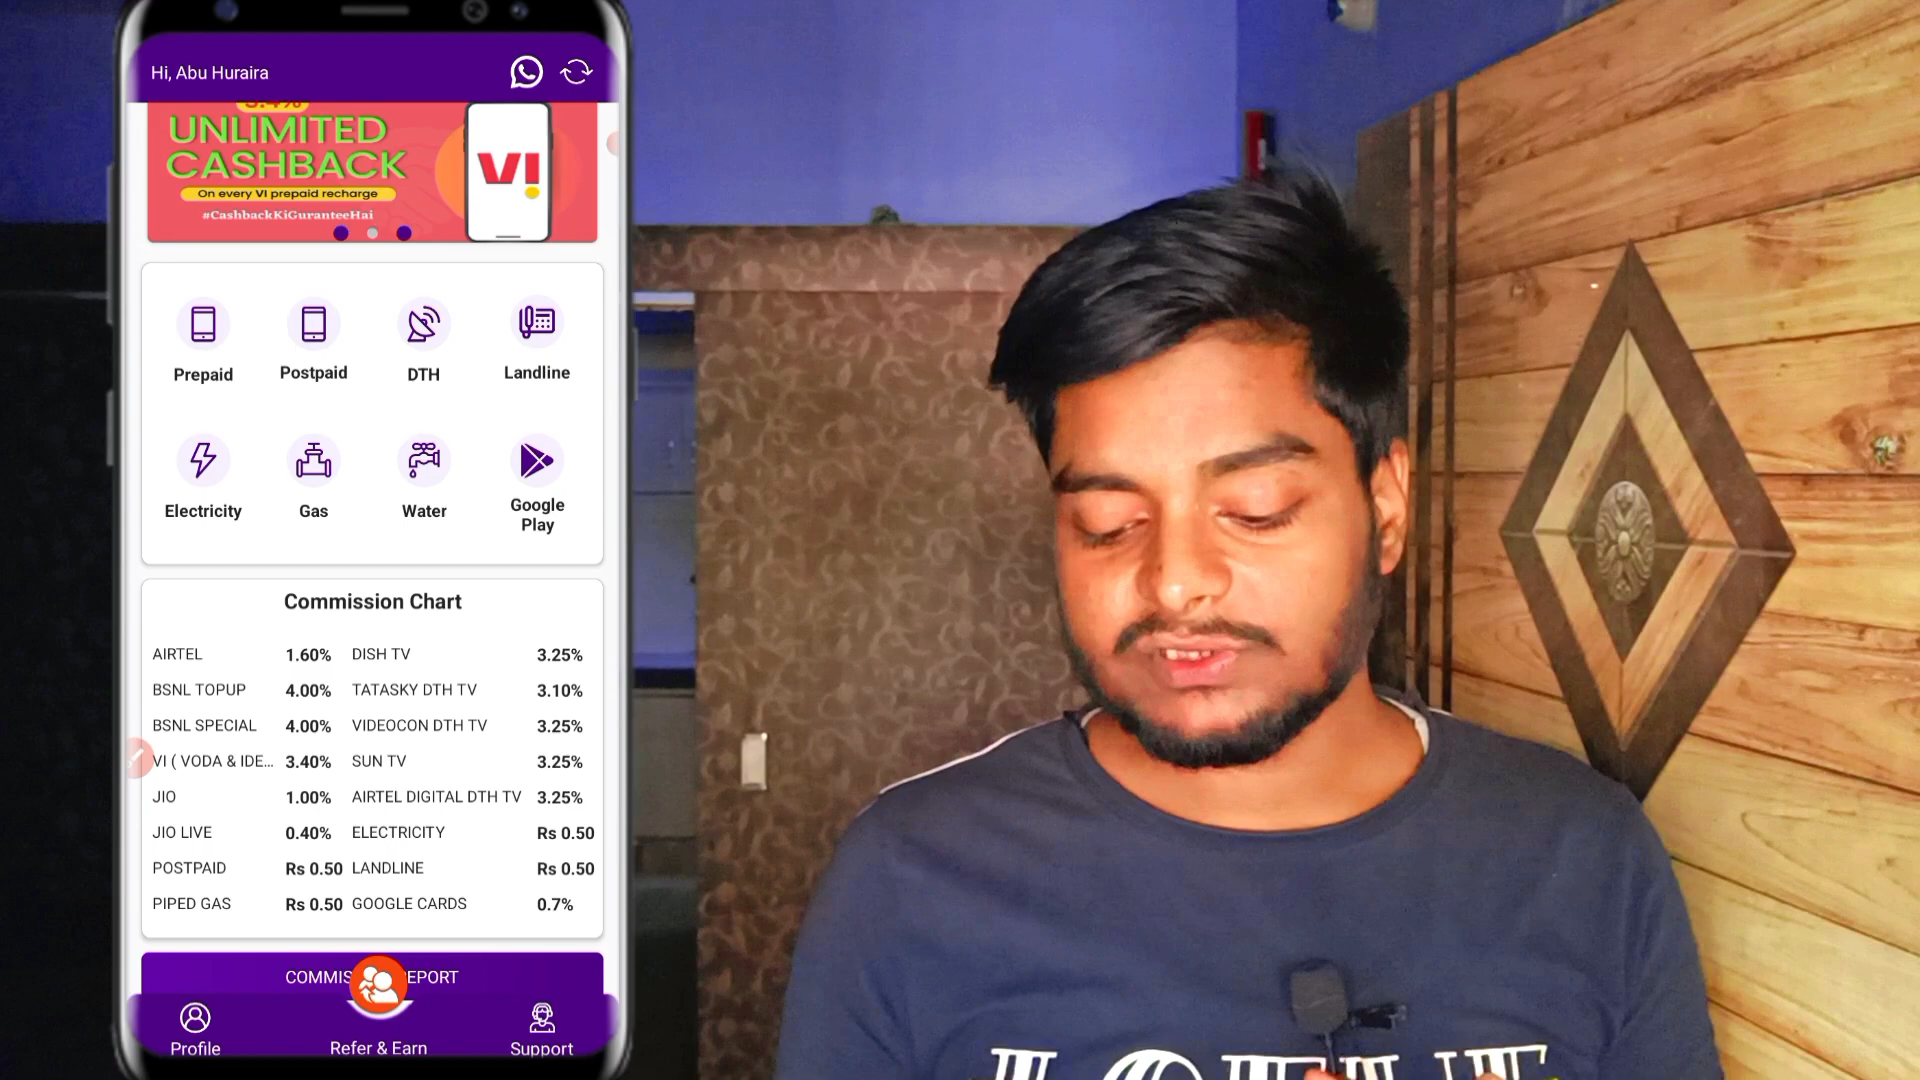 Hi, Abu Huraira
3.4%
UNLIMITED
CASHBACK
On every VI prepaid recharge
#CashbackKiGuranteeHai
VI
Prepaid
Postpaid
DTH
Landline
Electricity
Gas
Water
Google
Play
Commission Chart
AIRTEL 1.60% DISH TV 3.25%
BSNL TOPUP 4.00% TATASKY DTH TV 3.10%
BSNL SPECIAL 4.00% VIDEOCON DTH TV 3.25%
VI ( VODA & IDE... 3.40% SUN TV 3.25%
JIO 1.00% AIRTEL DIGITAL DTH TV 3.25%
JIO LIVE 0.40% ELECTRICITY Rs 0.50
POSTPAID Rs 0.50 LANDLINE Rs 0.50
PIPED GAS Rs 0.50 GOOGLE CARDS 0.7%
COMMIS EPORT
Profile
Refer & Earn
Support